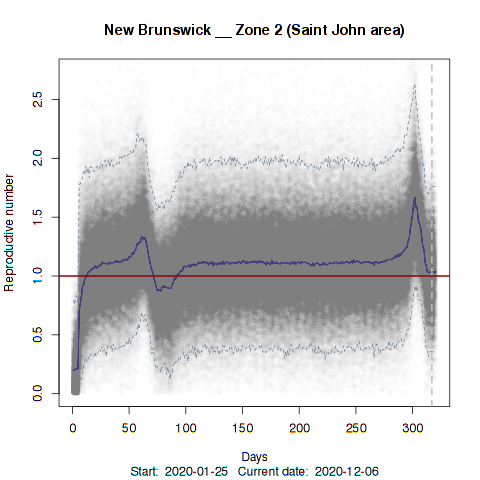 New Brunswick __ Zone 2 (Saint John area)
Reproductive number
2.5
2.0
1.5
1.0
0.5
0.0
0 50 100 150 200 250 300
Days
Start: 2020-01-25 Current date: 2020-12-06